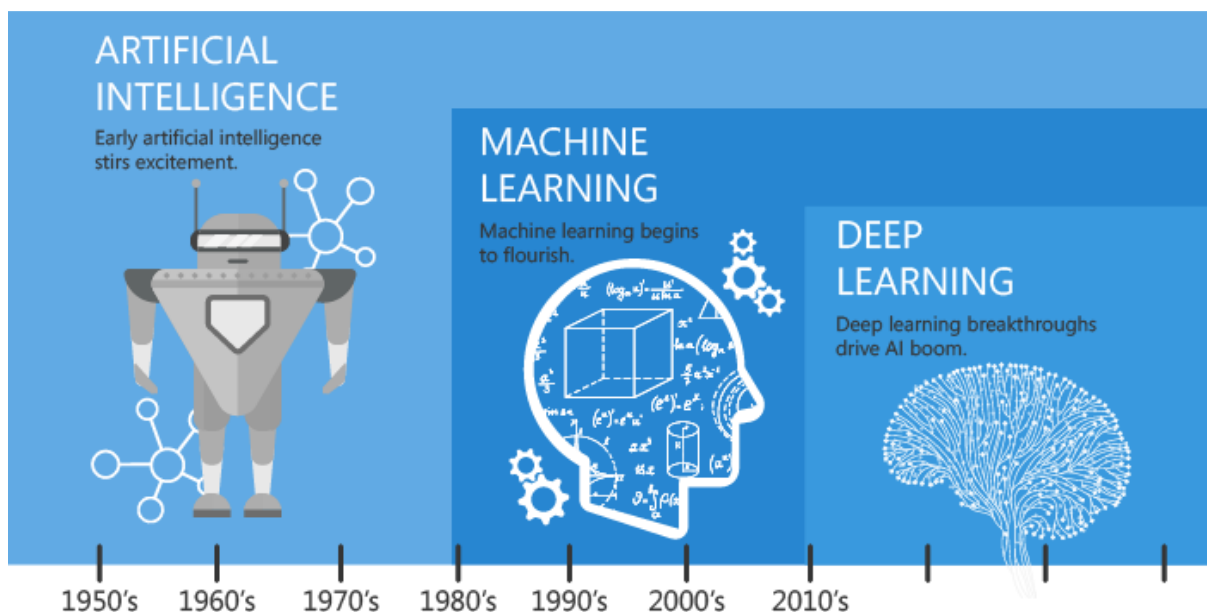 ARTIFICIAL
INTELLIGENCE
Early artificial intelligence
stirs excitement.
MACHINE
LEARNING
Machine learning begins
to flourish.
DEEP
LEARNING
Deep learning breakthroughs
drive AI boom.
1950's 1960's 1970's 1980's 1990's 2000's 2010's